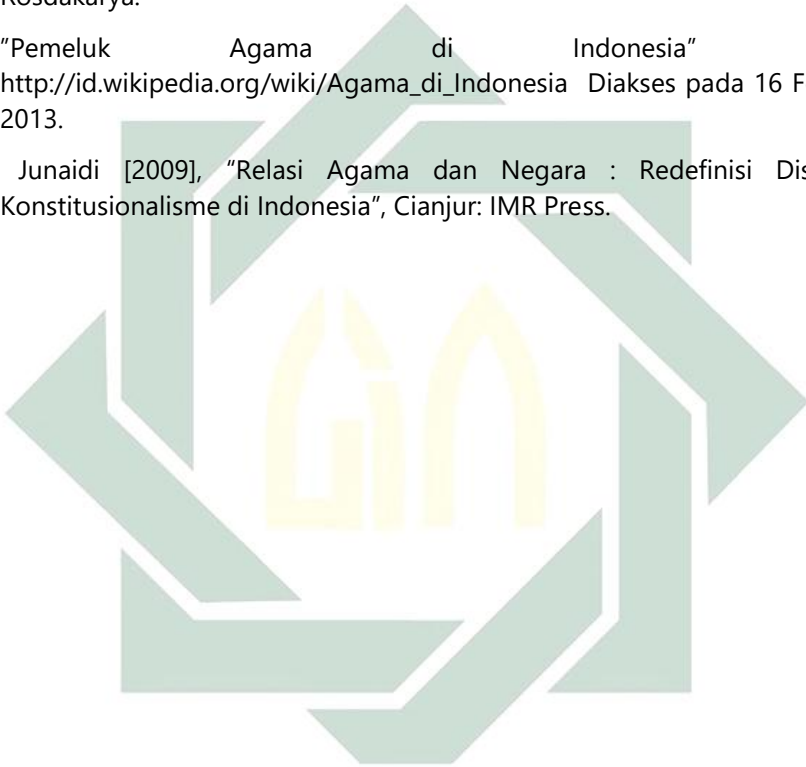 Rosdakarya.
"Pemeluk Agama di Indonesia"
http://id.wikipedia.org/wiki/Agama_di_Indonesia Diakses pada 16 F
2013.
Junaidi [2009], "Relasi Agama dan Negara : Redefinisi Dis
Konstitusionalisme di Indonesia", Cianjur: IMR Press.